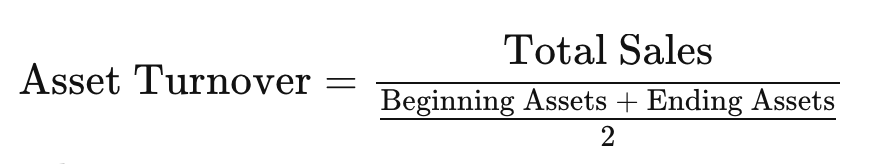 Total Sales
Asset Turnover =
Beginning Assets + Ending Assets
2